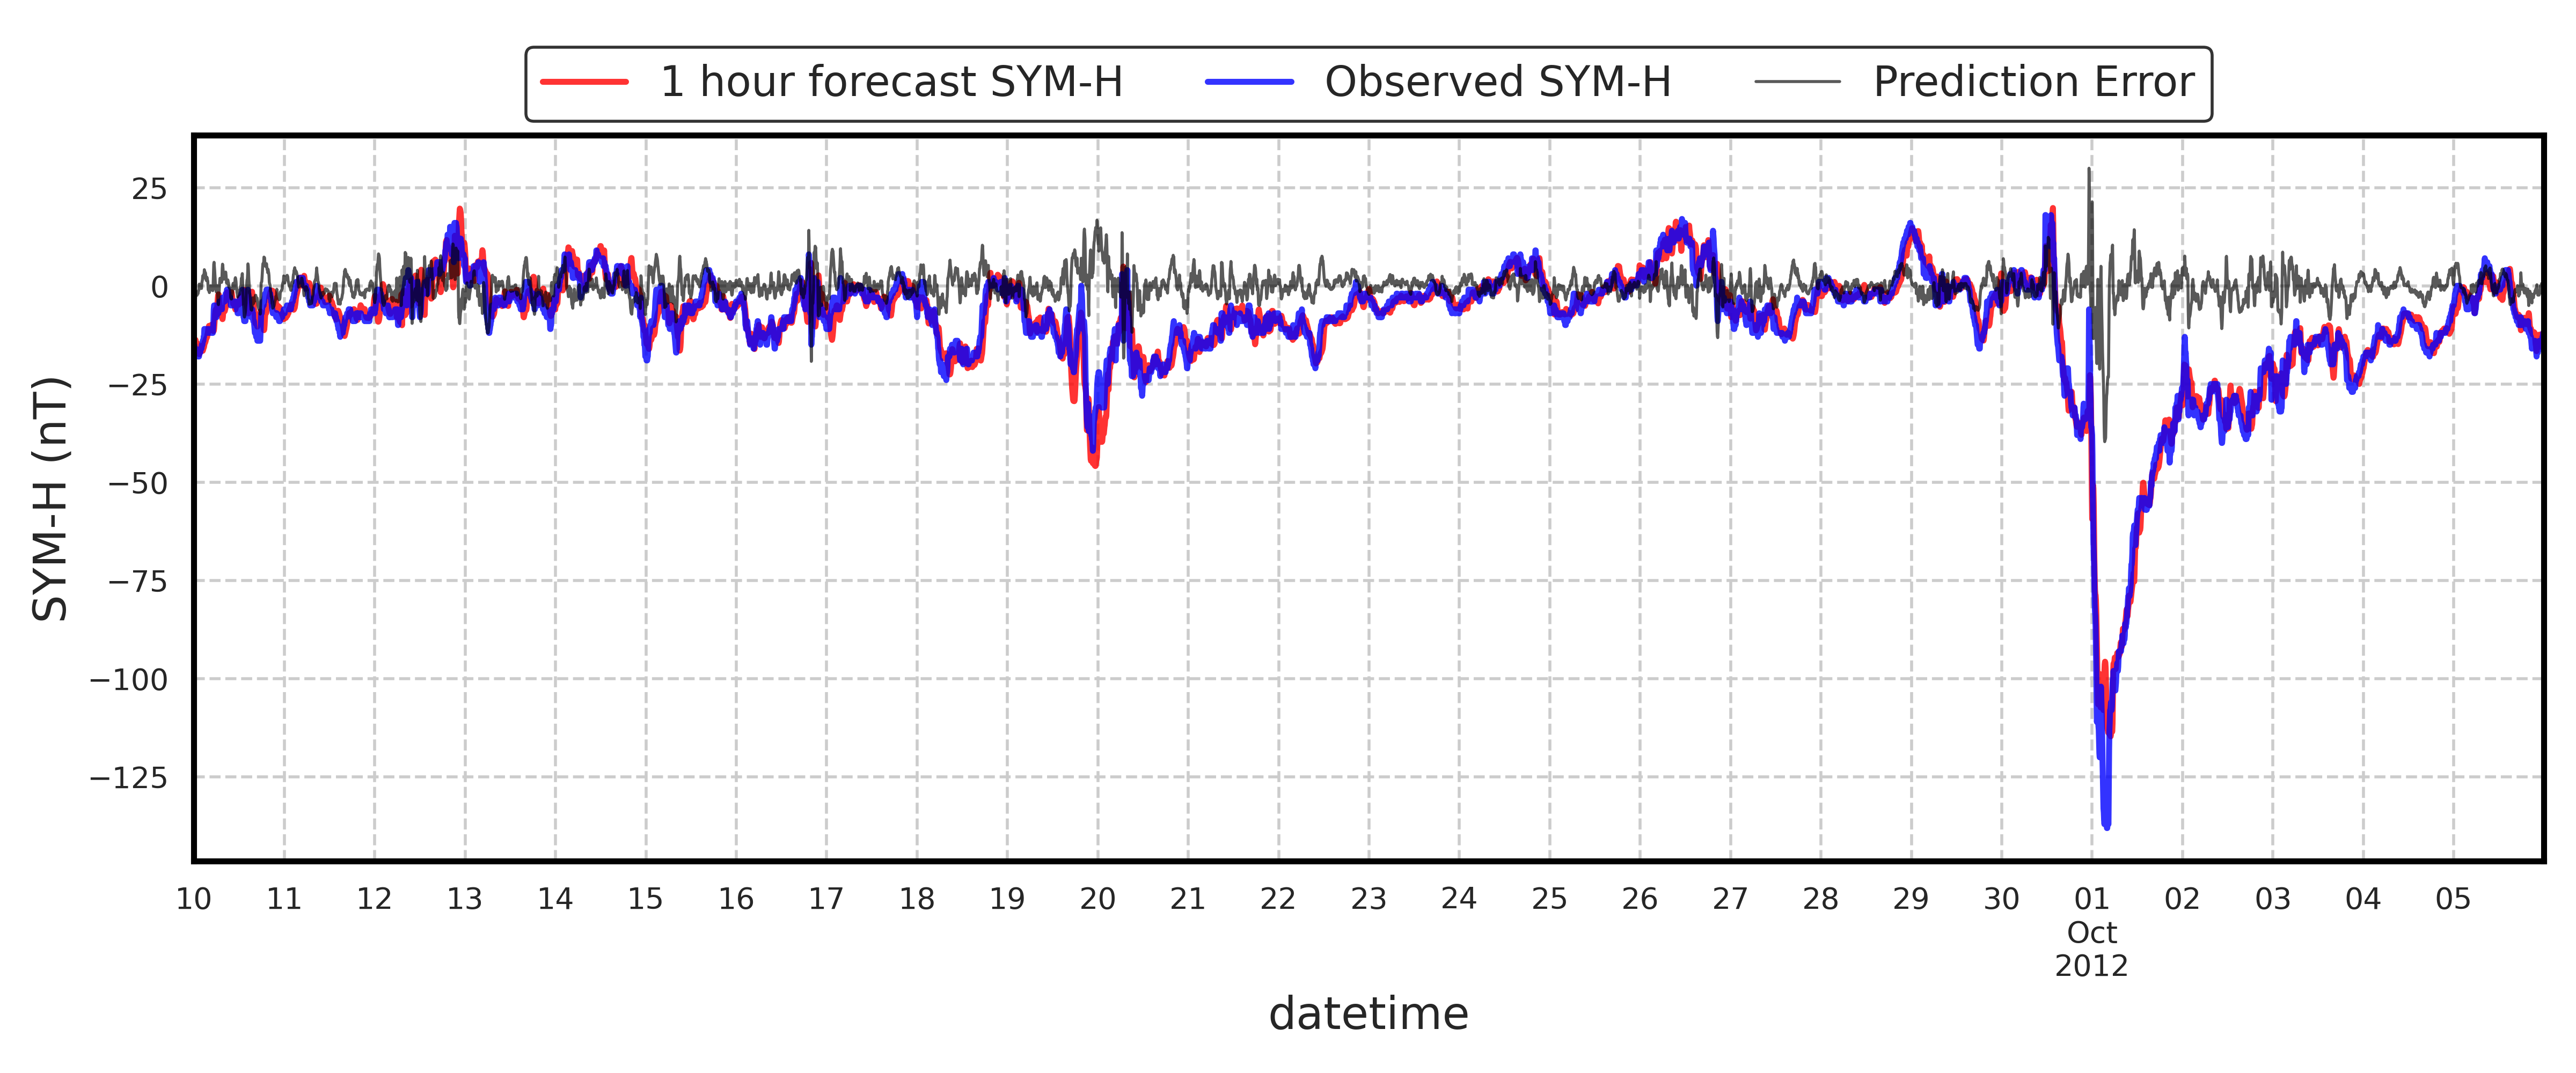 1 hour forecast SYM-H Observed SYM-H Prediction Error
SYM-H (nT)
25
0
−25
−50
−75
−100
−125
10 11 12 13 14 15 16 17 18 19 20 21 22 23 24 25 26 27 28 29 30 01 02 03 04 05
Oct
2012
datetime